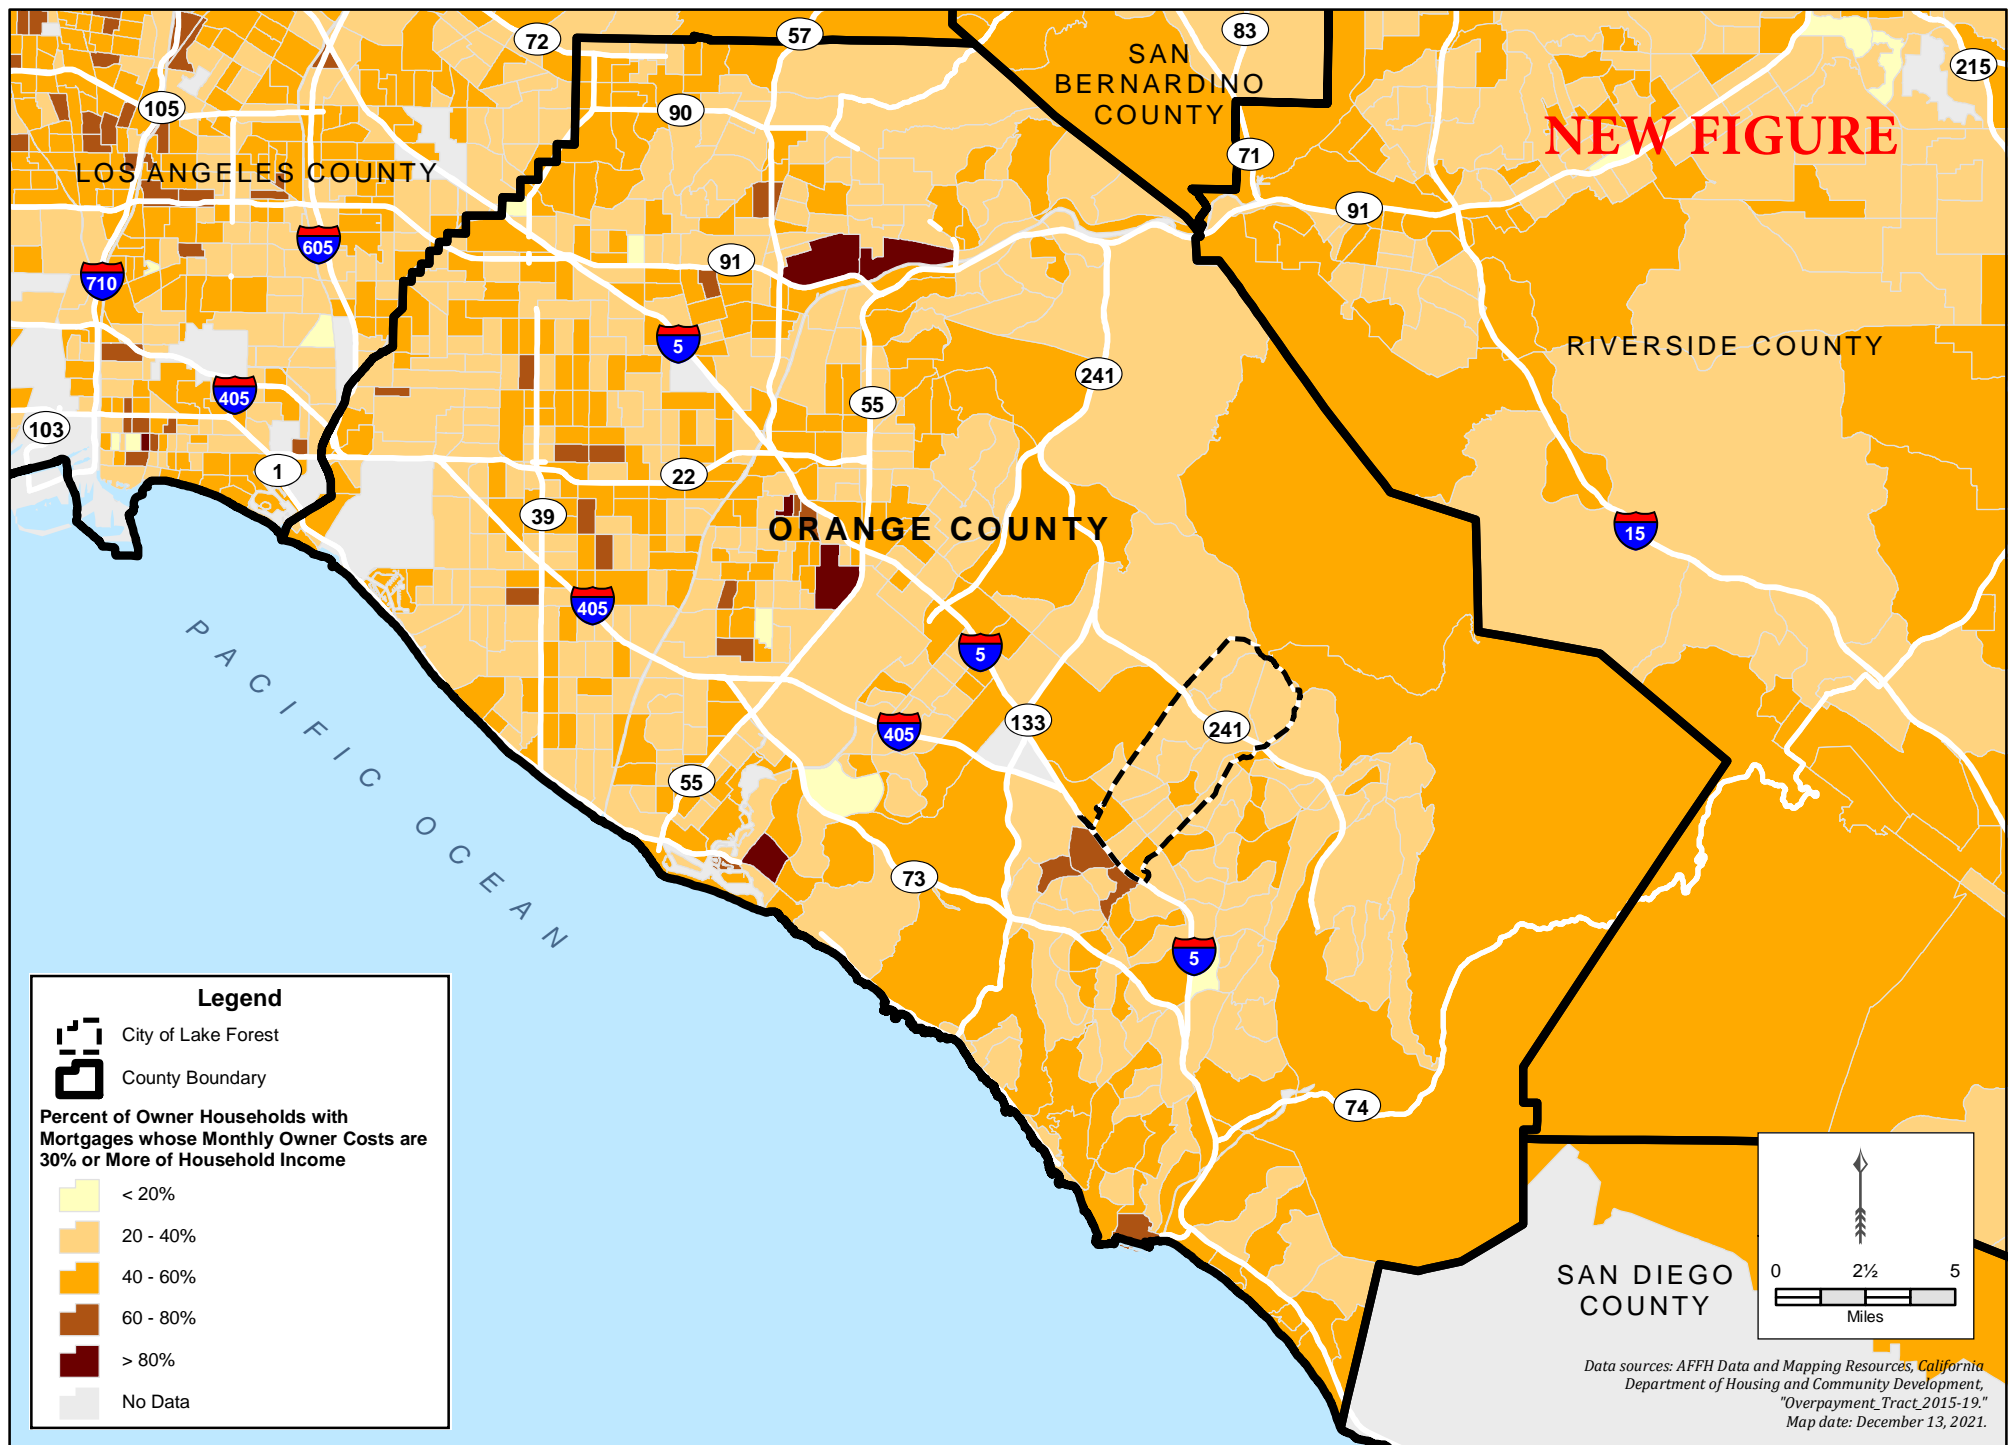 72
57
83
SAN
BERNARDINO
COUNTY
215
105
90
NEW FIGURE
71
LOS ANGELES COUNTY
91
605
710
91
5
RIVERSIDE COUNTY
241
405
55
103
1
22
39
ORANGE COUNTY
15
405
5
PACIFIC OCEAN
133
241
405
55
73
5
74
Legend
City of Lake Forest
County Boundary
Percent of Owner Households with
Mortgages whose Monthly Owner Costs are
30% or More of Household Income
< 20%
20 - 40%
40 - 60%
60 - 80%
> 80%
No Data
SAN DIEGO
COUNTY
0 2½ 5
Miles
Data sources: AFFH Data and Mapping Resources, California
Department of Housing and Community Development,
"Overpayment_Tract_2015-19."
Map date: December 13, 2021.